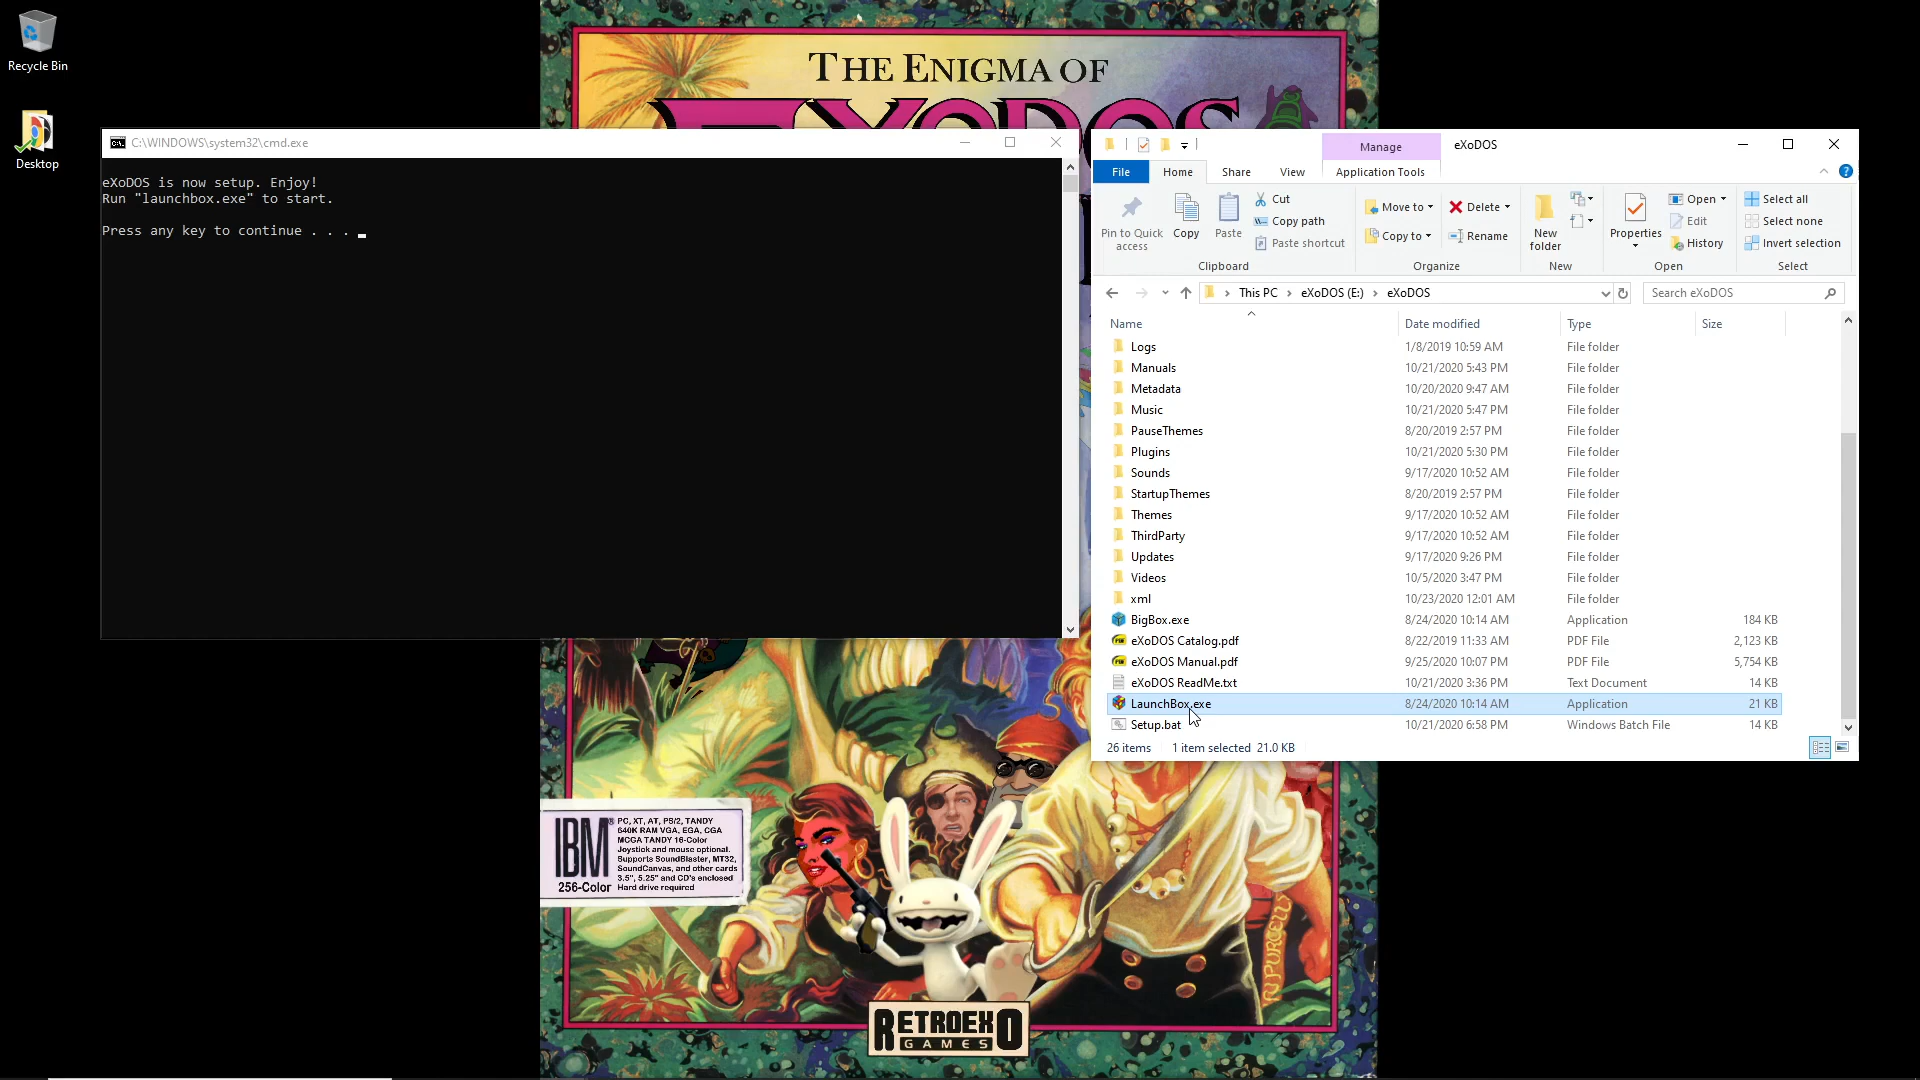 Recycle Bin
Desktop
THE ENIGMA OF
EXODOS
C:\WINDOWS\system32\cmd.exe
eXoDOS is now setup. Enjoy!
Run "launchbox.exe" to start.
Press any key to continue . . .
Manage
eXoDOS
File
Home
Share
View
Application Tools
Pin to Quick access
Copy
Paste
Cut
Copy path
Paste shortcut
Clipboard
Move to
Copy to
Delete
Rename
Organize
New folder
New
Properties
Open
Edit
History
Open
Select all
Select none
Invert selection
Select
This PC > eXoDOS (E:) > eXoDOS
Search eXoDOS
Name Date modified Type Size
Logs 1/8/2019 10:59 AM File folder
Manuals 10/21/2020 5:43 PM File folder
Metadata 10/20/2020 9:47 AM File folder
Music 10/21/2020 5:47 PM File folder
PauseThemes 8/20/2019 2:57 PM File folder
Plugins 10/21/2020 5:30 PM File folder
Sounds 9/17/2020 10:52 AM File folder
StartupThemes 8/20/2019 2:57 PM File folder
Themes 9/17/2020 10:52 AM File folder
ThirdParty 9/17/2020 10:52 AM File folder
Updates 9/17/2020 9:26 PM File folder
Videos 10/5/2020 3:47 PM File folder
xml 10/23/2020 12:01 AM File folder
BigBox.exe 8/24/2020 10:14 AM Application 184 KB
eXoDOS Catalog.pdf 8/22/2019 11:33 AM PDF File 2,123 KB
eXoDOS Manual.pdf 9/25/2020 10:07 PM PDF File 5,754 KB
eXoDOS ReadMe.txt 10/21/2020 3:36 PM Text Document 14 KB
LaunchBox.exe 8/24/2020 10:14 AM Application 21 KB
Setup.bat 10/21/2020 6:58 PM Windows Batch File 14 KB
26 items 1 item selected 21.0 KB
IBM®
256-Color
PC, XT, AT, PS/2, TANDY
640K RAM VGA, EGA, CGA
MCGA TANDY 16-Color
Joystick and mouse optional.
Supports SoundBlaster, MT32,
SoundCanvas, and other cards
3.5", 5.25" and CD's enclosed
Hard drive required
PURCELL
RETROEXO
GAMES